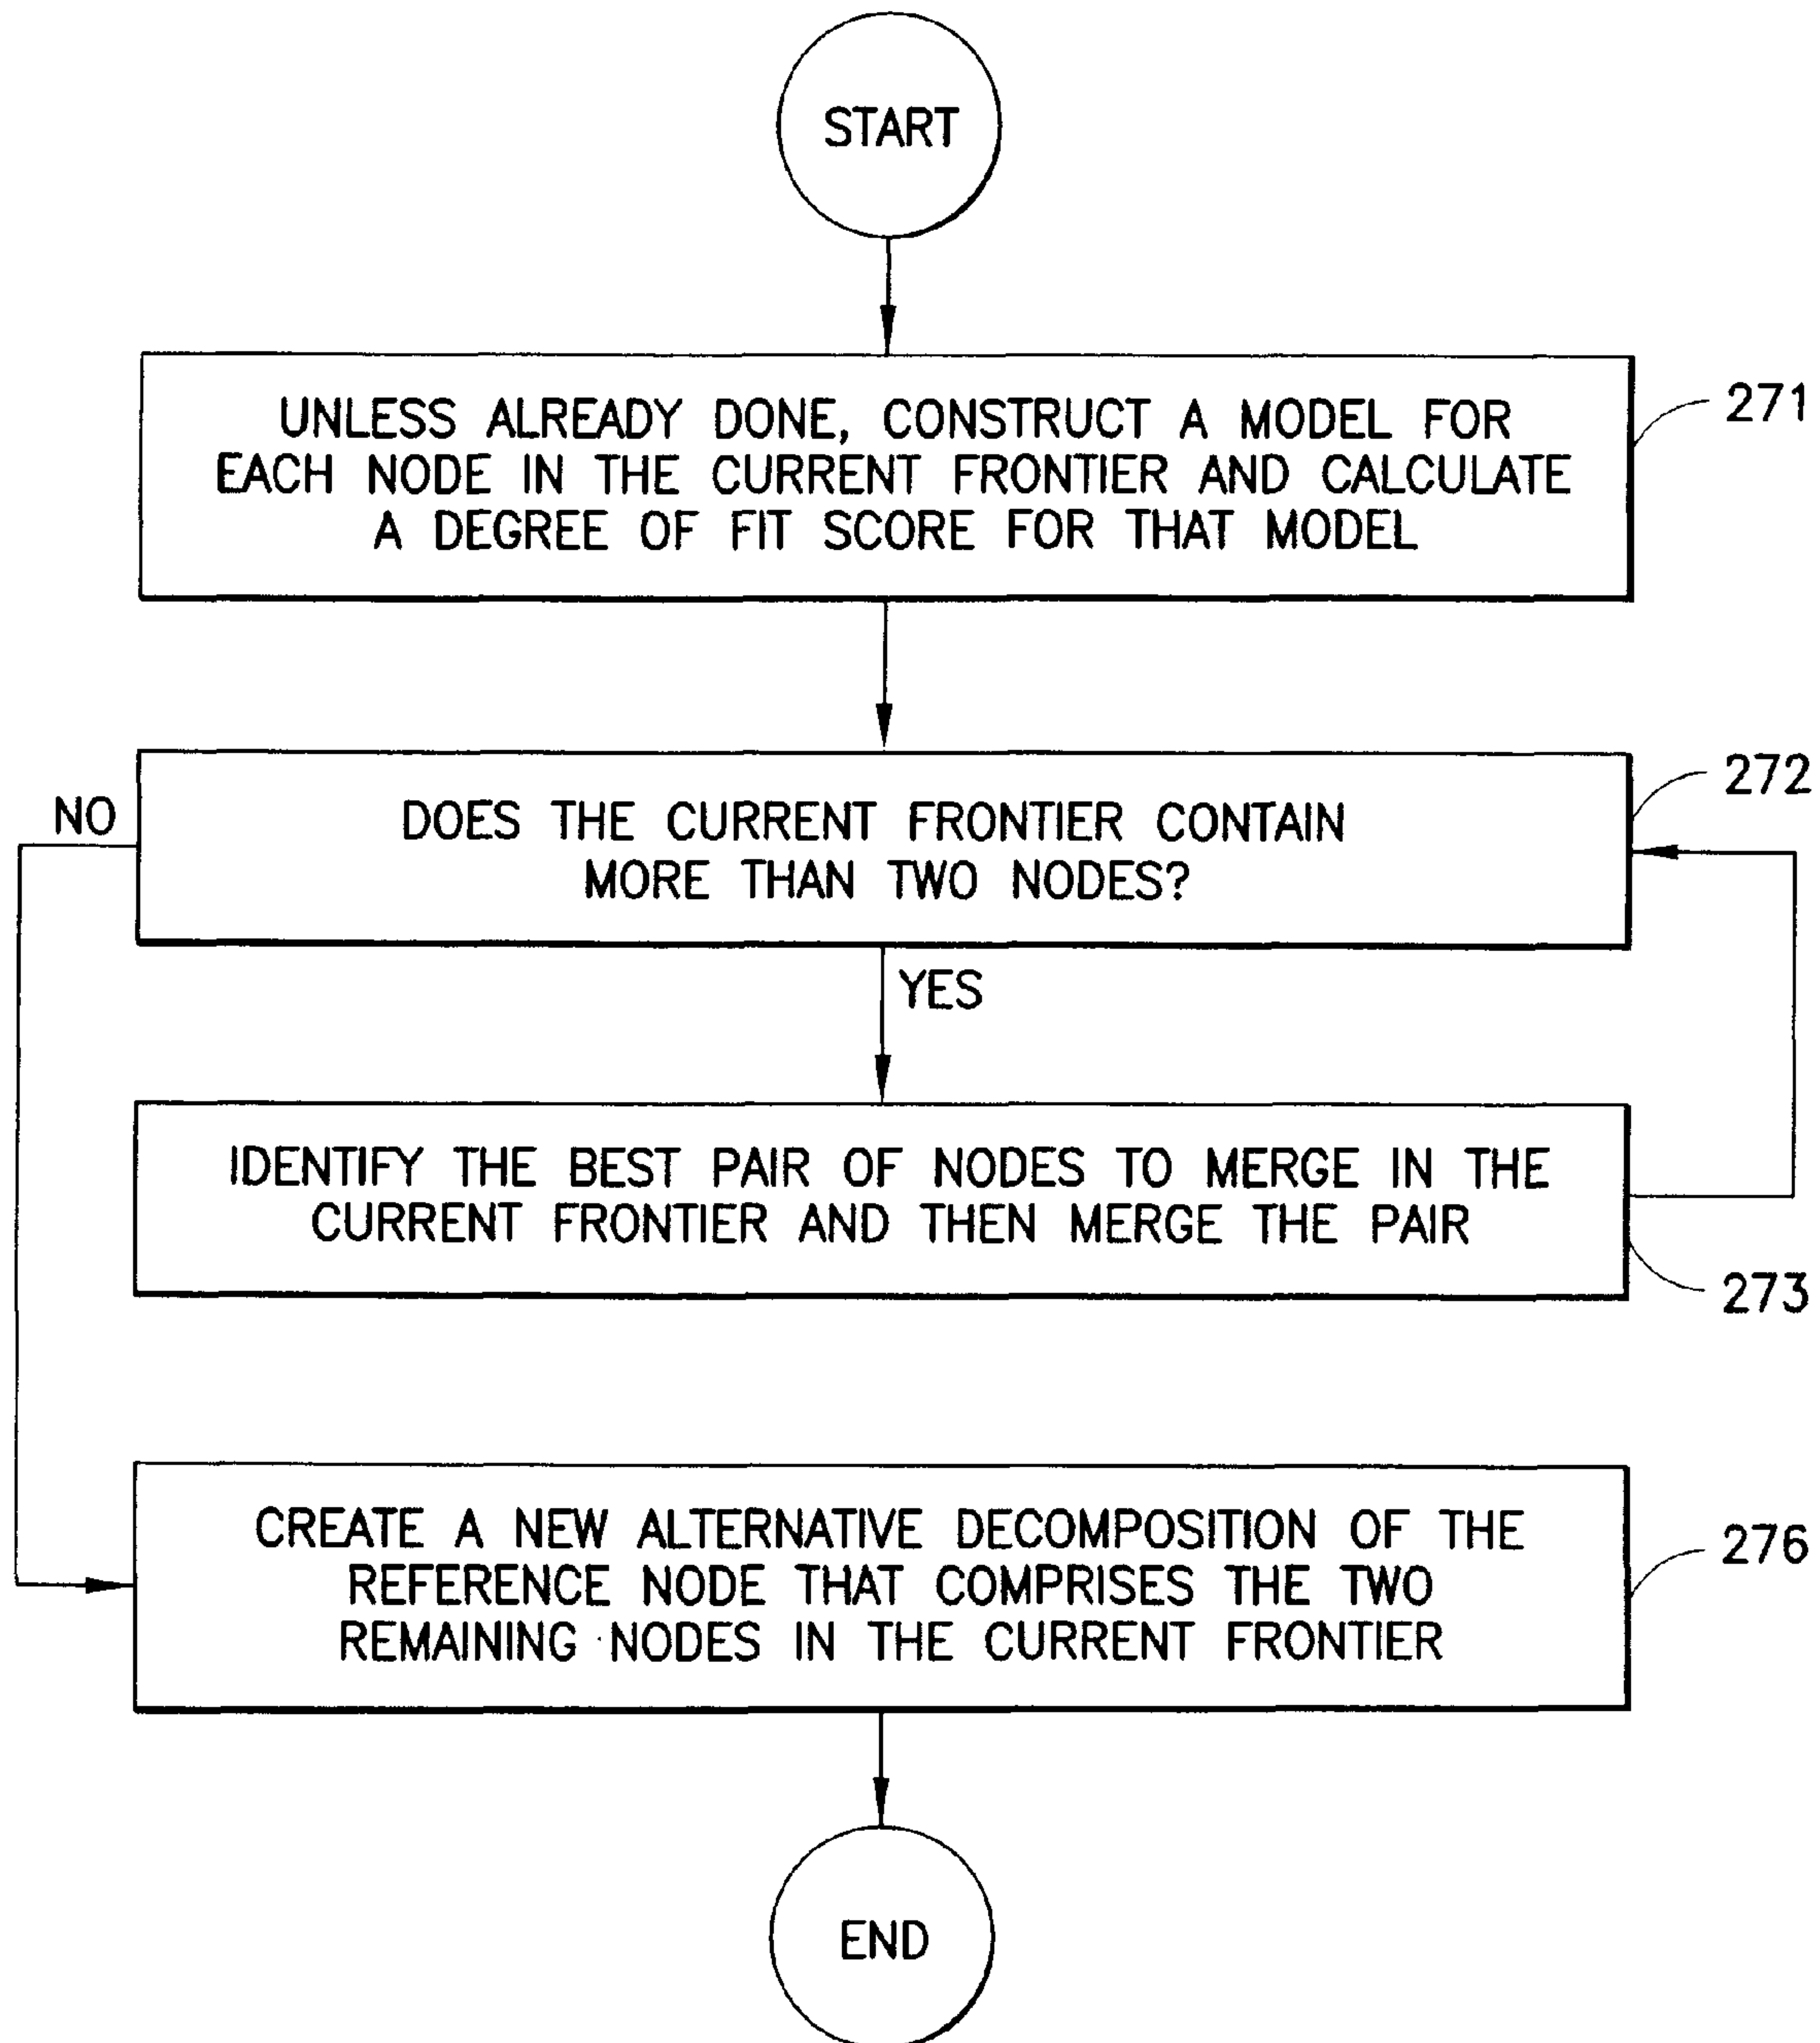 START
UNLESS ALREADY DONE, CONSTRUCT A MODEL FOR
EACH NODE IN THE CURRENT FRONTIER AND CALCULATE
A DEGREE OF FIT SCORE FOR THAT MODEL
271
DOES THE CURRENT FRONTIER CONTAIN
MORE THAN TWO NODES?
272
NO
YES
IDENTIFY THE BEST PAIR OF NODES TO MERGE IN THE
CURRENT FRONTIER AND THEN MERGE THE PAIR
273
CREATE A NEW ALTERNATIVE DECOMPOSITION OF THE
REFERENCE NODE THAT COMPRISES THE TWO
REMAINING NODES IN THE CURRENT FRONTIER
276
END